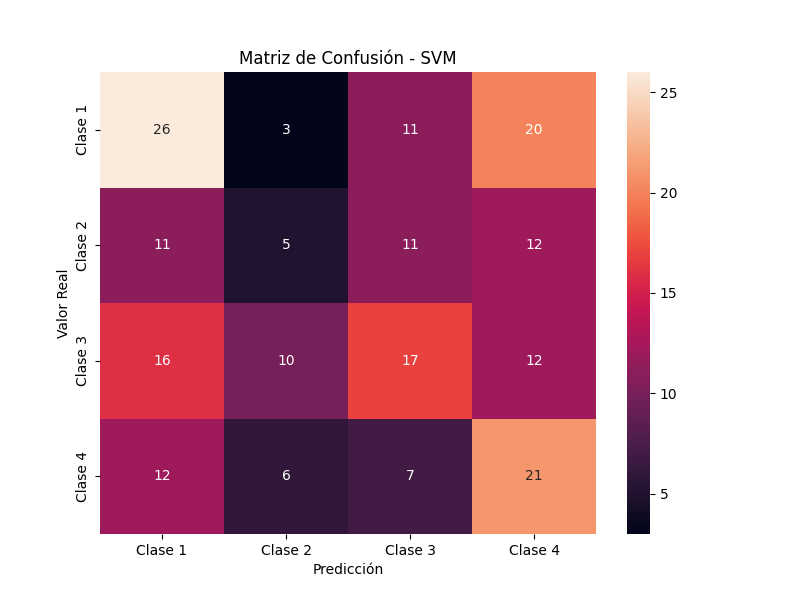 Matriz de Confusión - SVM
Clase 1
26 3 11 20
Clase 2
11 5 11 12
Clase 3
16 10 17 12
Clase 4
12 6 7 21
Valor Real
Clase 1 Clase 2 Clase 3 Clase 4
Predicción
25
20
15
10
5